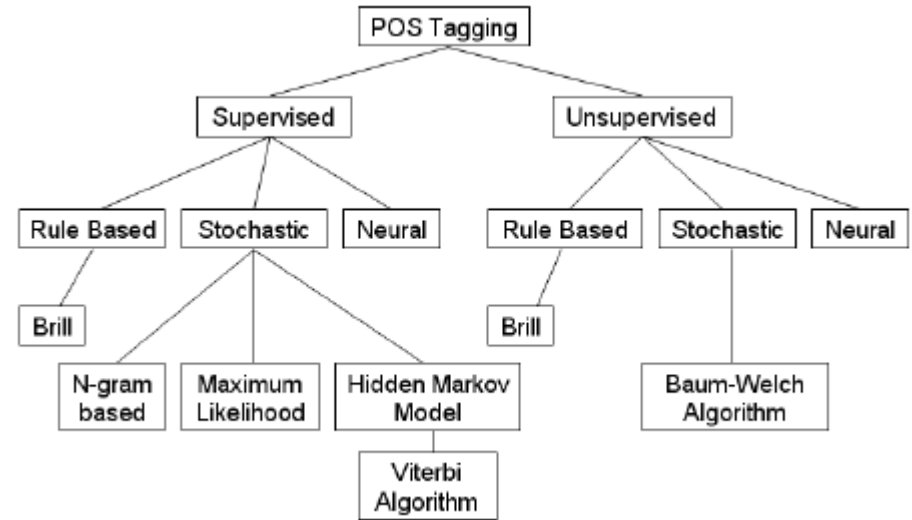 POS Tagging
Supervised
Unsupervised
Rule Based
Stochastic
Neural
Rule Based
Stochastic
Neural
Brill
Brill
N-gram
based
Maximum
Likelihood
Hidden Markov
Model
Baum-Welch
Algorithm
Viterbi
Algorithm